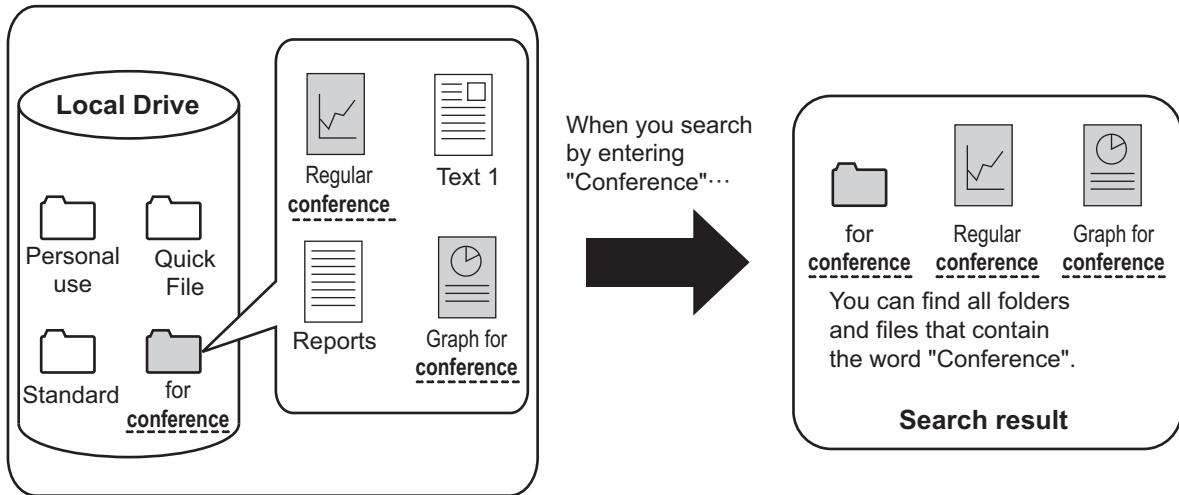 Local Drive
Personal
use
Quick
File
Standard
for
conference
Regular
conference
Text 1
Reports
Graph for
conference
When you search
by entering
"Conference"···
for
conference
Regular
conference
Graph for
conference
You can find all folders
and files that contain
the word "Conference".
Search result